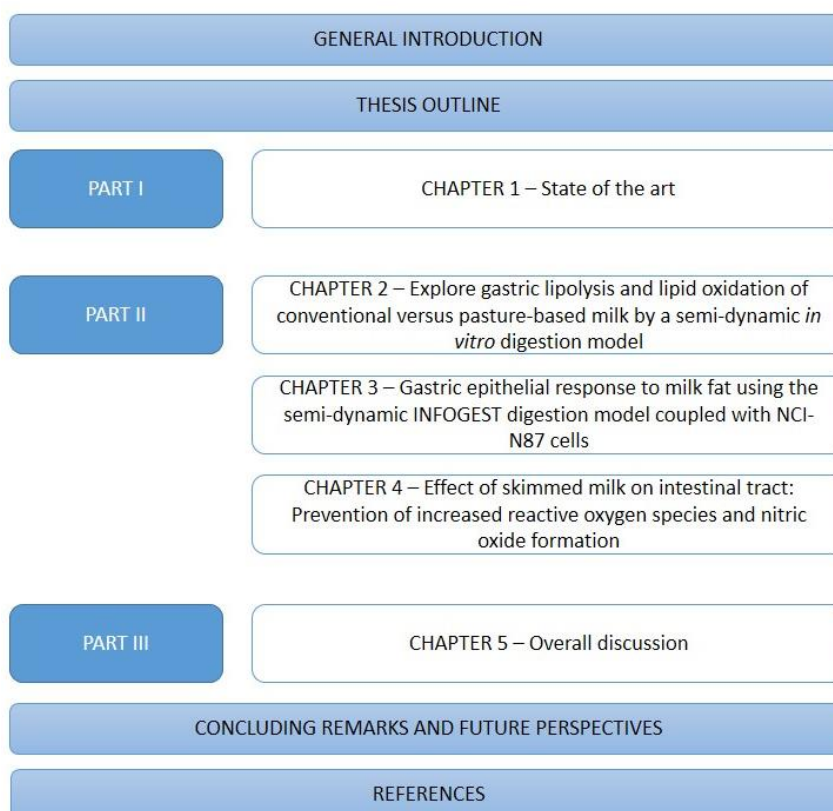 GENERAL INTRODUCTION
THESIS OUTLINE
PART I
CHAPTER 1 – State of the art
PART II
CHAPTER 2 – Explore gastric lipolysis and lipid oxidation of
conventional versus pasture-based milk by a semi-dynamic in
vitro digestion model
CHAPTER 3 – Gastric epithelial response to milk fat using the
semi-dynamic INFOGEST digestion model coupled with NCI-
N87 cells
CHAPTER 4 – Effect of skimmed milk on intestinal tract:
Prevention of increased reactive oxygen species and nitric
oxide formation
PART III
CHAPTER 5 – Overall discussion
CONCLUDING REMARKS AND FUTURE PERSPECTIVES
REFERENCES